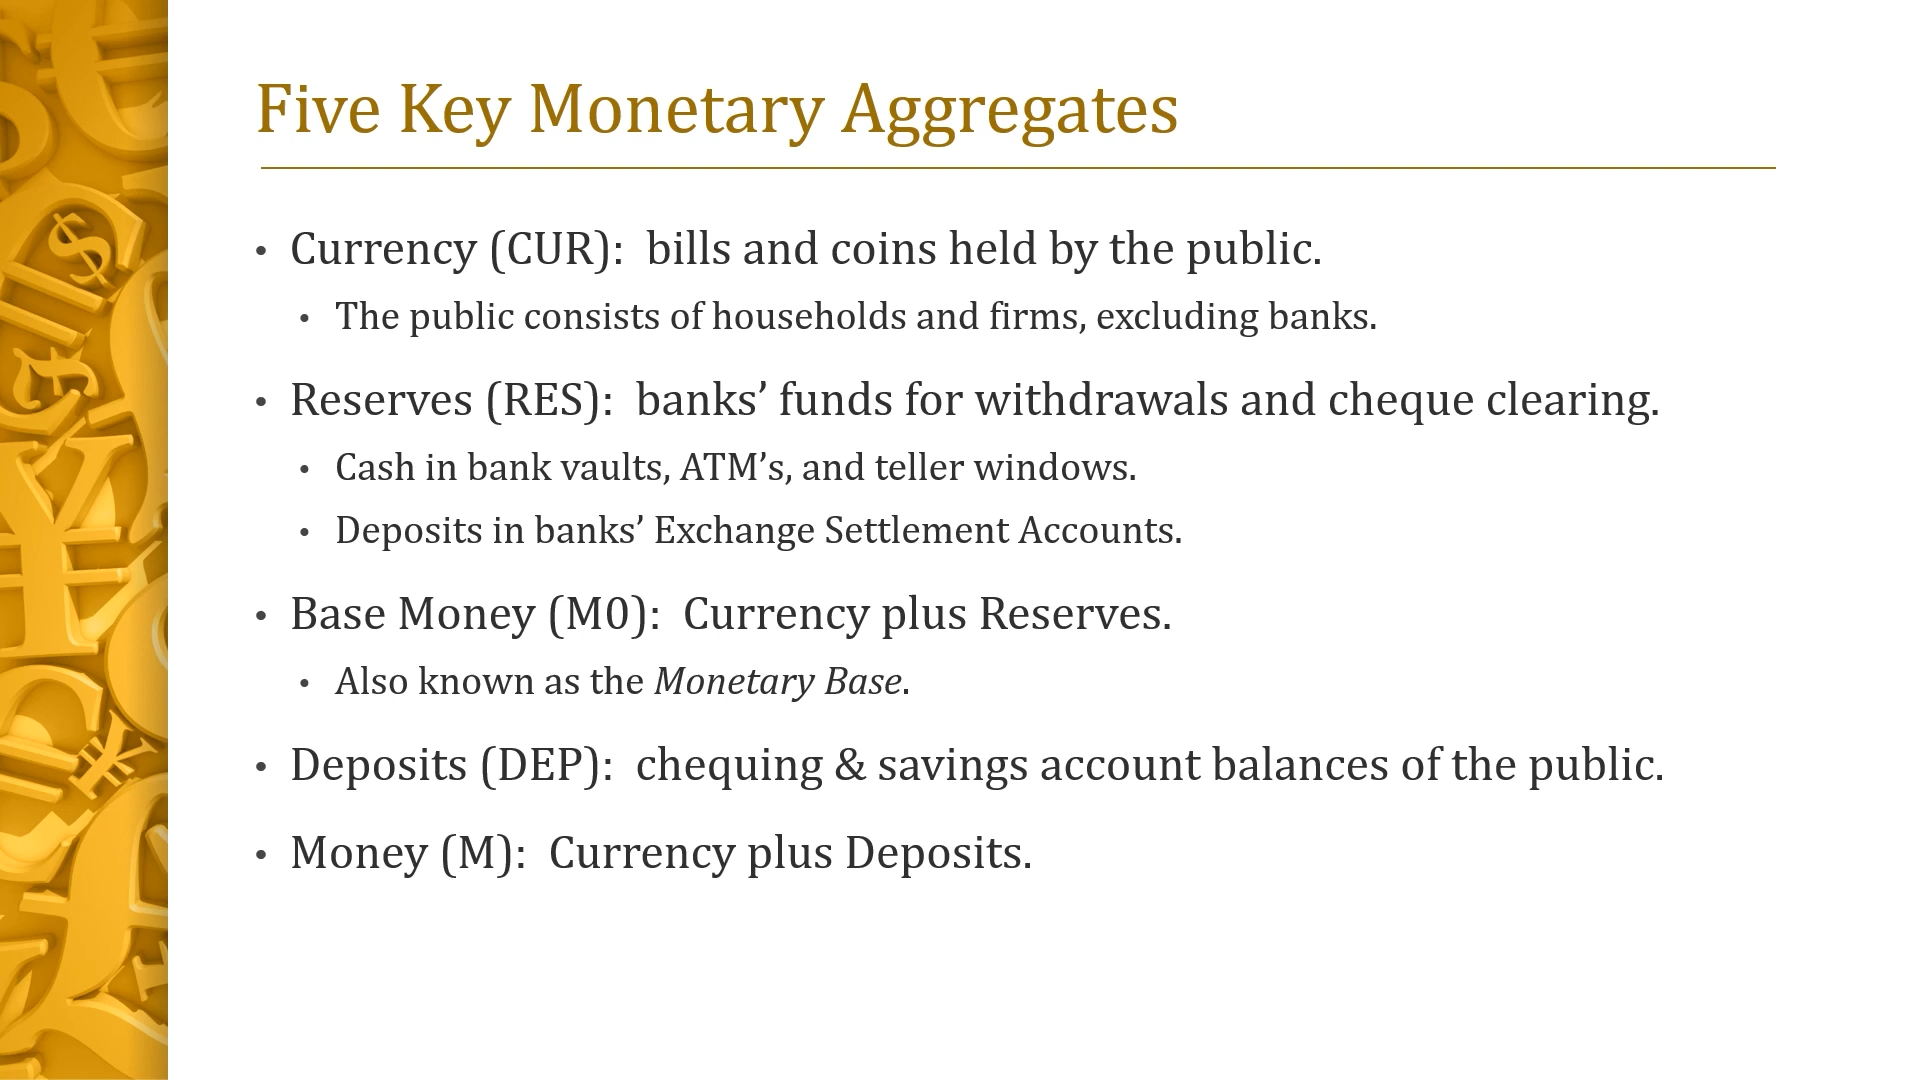 Five Key Monetary Aggregates
• Currency (CUR):  bills and coins held by the public.
• The public consists of households and firms, excluding banks.
• Reserves (RES):  banks’ funds for withdrawals and cheque clearing.
• Cash in bank vaults, ATM’s, and teller windows.
• Deposits in banks’ Exchange Settlement Accounts.
• Base Money (M0):  Currency plus Reserves.
• Also known as the Monetary Base.
• Deposits (DEP):  chequing & savings account balances of the public.
• Money (M):  Currency plus Deposits.